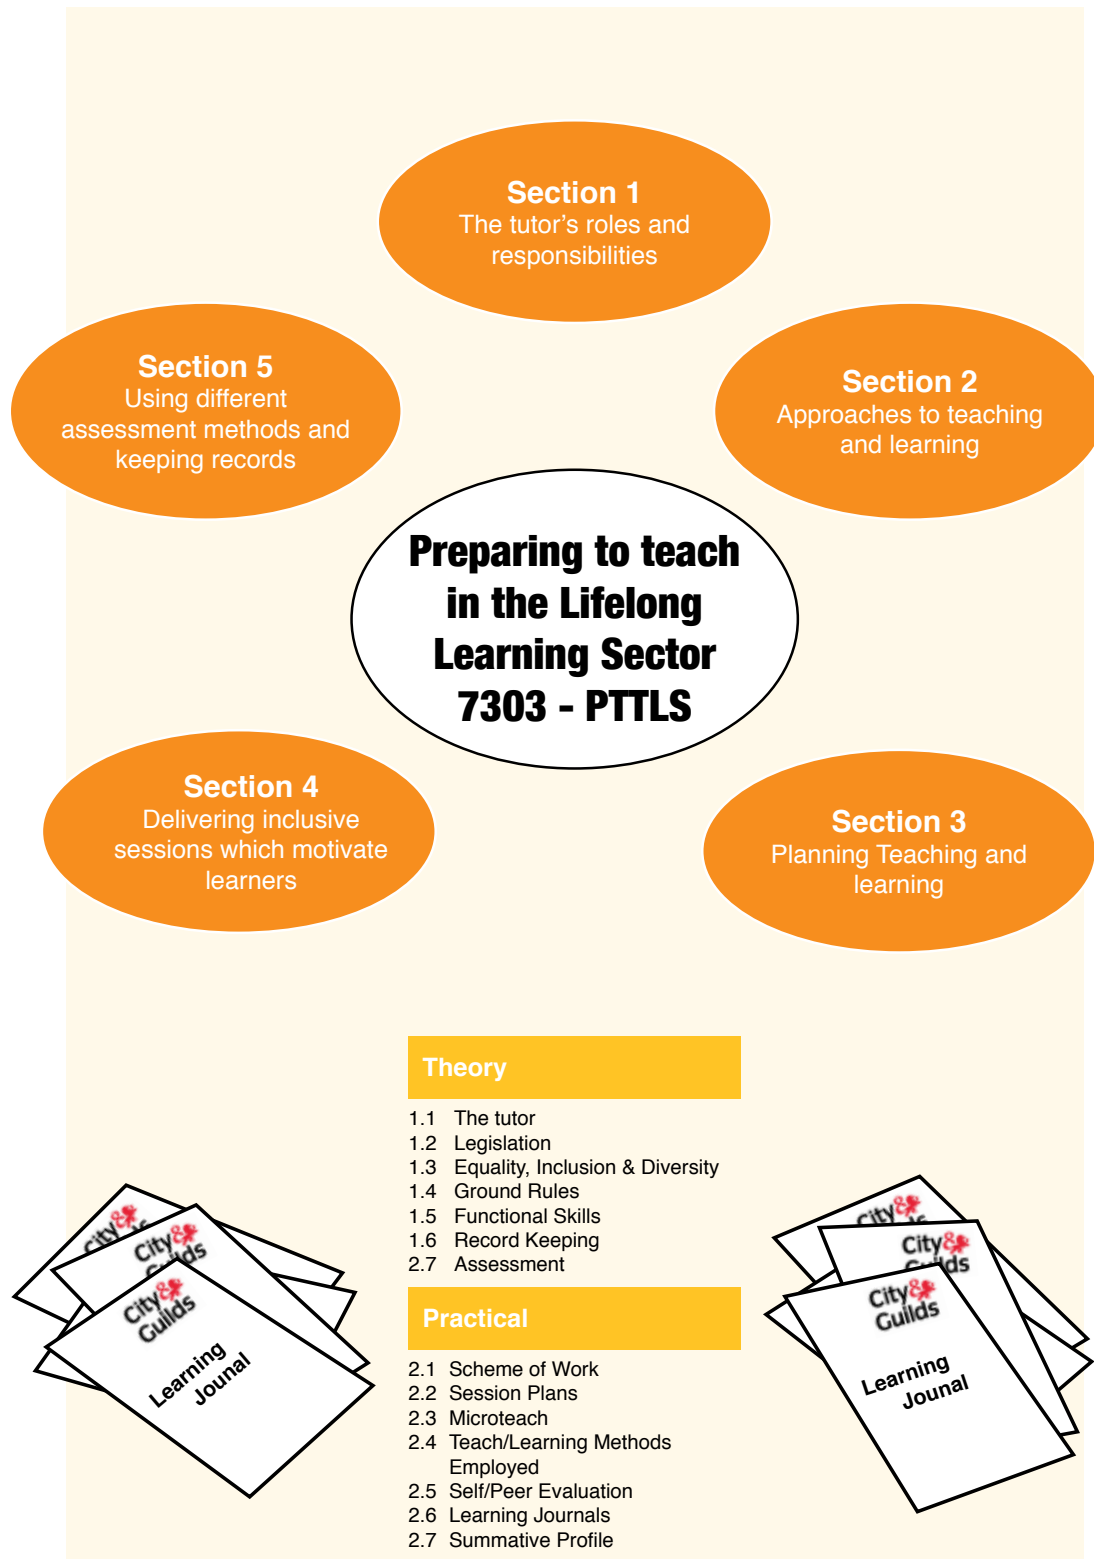 Section 1
The tutor’s roles and
responsibilities
Section 5
Using different
assessment methods and
keeping records
Section 2
Approaches to teaching
and learning
Preparing to teach
in the Lifelong
Learning Sector
7303 - PTTLS
Section 4
Delivering inclusive
sessions which motivate
learners
Section 3
Planning Teaching and
learning
Theory
1.1 The tutor
1.2 Legislation
1.3 Equality, Inclusion & Diversity
1.4 Ground Rules
1.5 Functional Skills
1.6 Record Keeping
2.7 Assessment
Practical
2.1 Scheme of Work
2.2 Session Plans
2.3 Microteach
2.4 Teach/Learning Methods
Employed
2.5 Self/Peer Evaluation
2.6 Learning Journals
2.7 Summative Profile
City&
City&
Guilds
City&
Guilds
Learning
Jounal
City&
City&
Guilds
City&
Guilds
Learning
Jounal